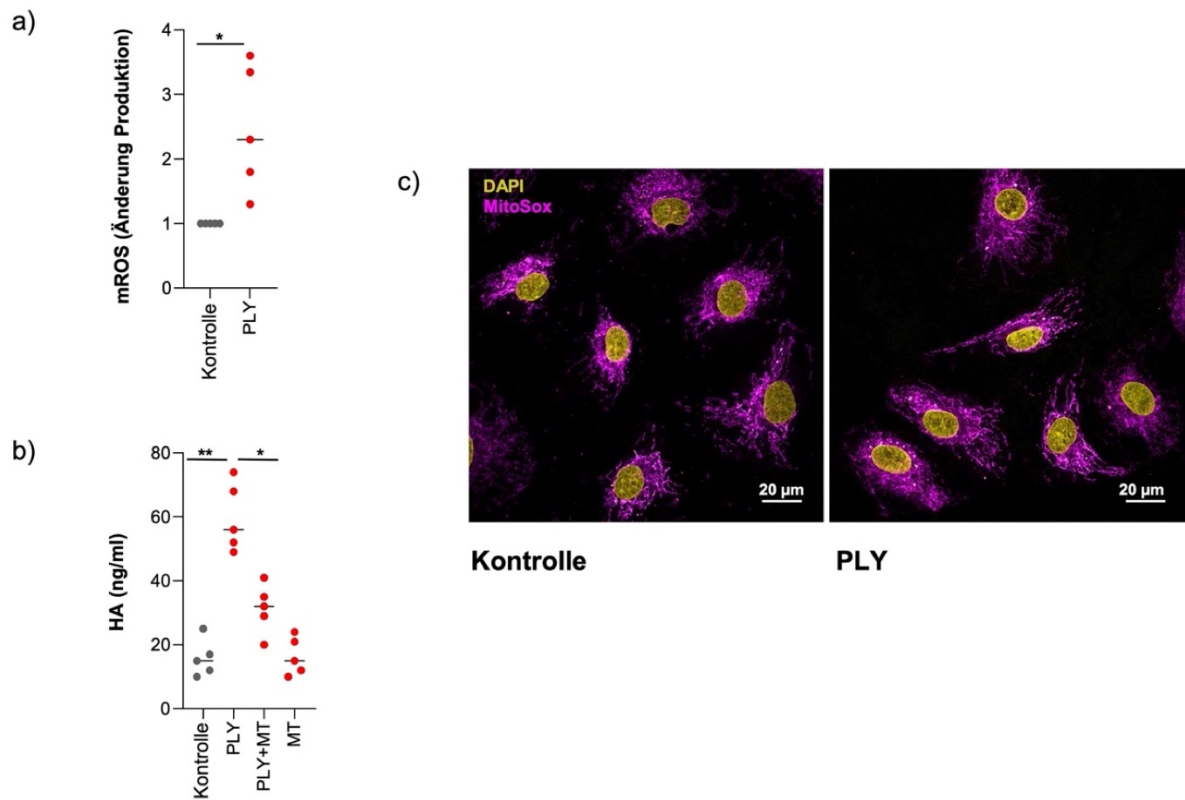 a)
mROS (Änderung Produktion)
4
3
2
1
0
*
Kontrolle
PLY
b)
HA (ng/ml)
80
60
40
20
0
**
*
Kontrolle
PLY
PLY+MT
MT
c)
DAPI
MitoSox
20 µm
20 µm
Kontrolle
PLY